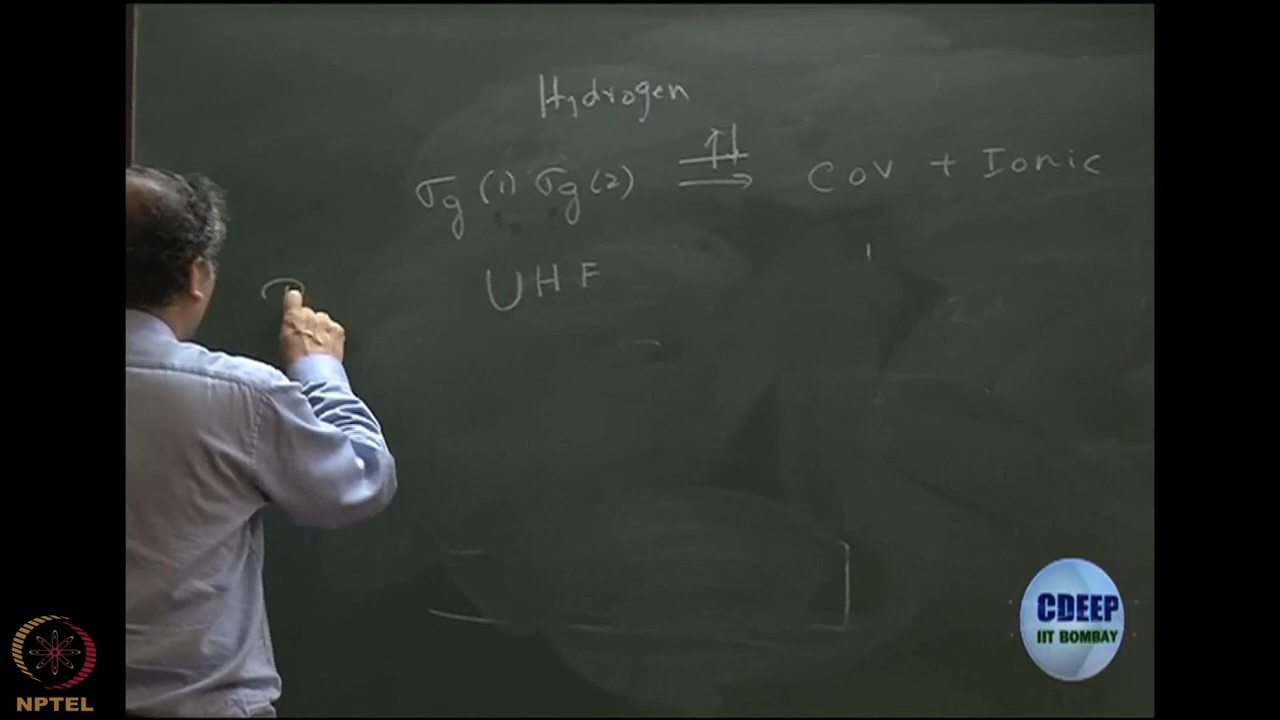 Hydrogen
σg (1) σg (2) ⇒ ↑↓ Cov + Ionic
UHF
CDEEP
IIT BOMBAY
NPTEL